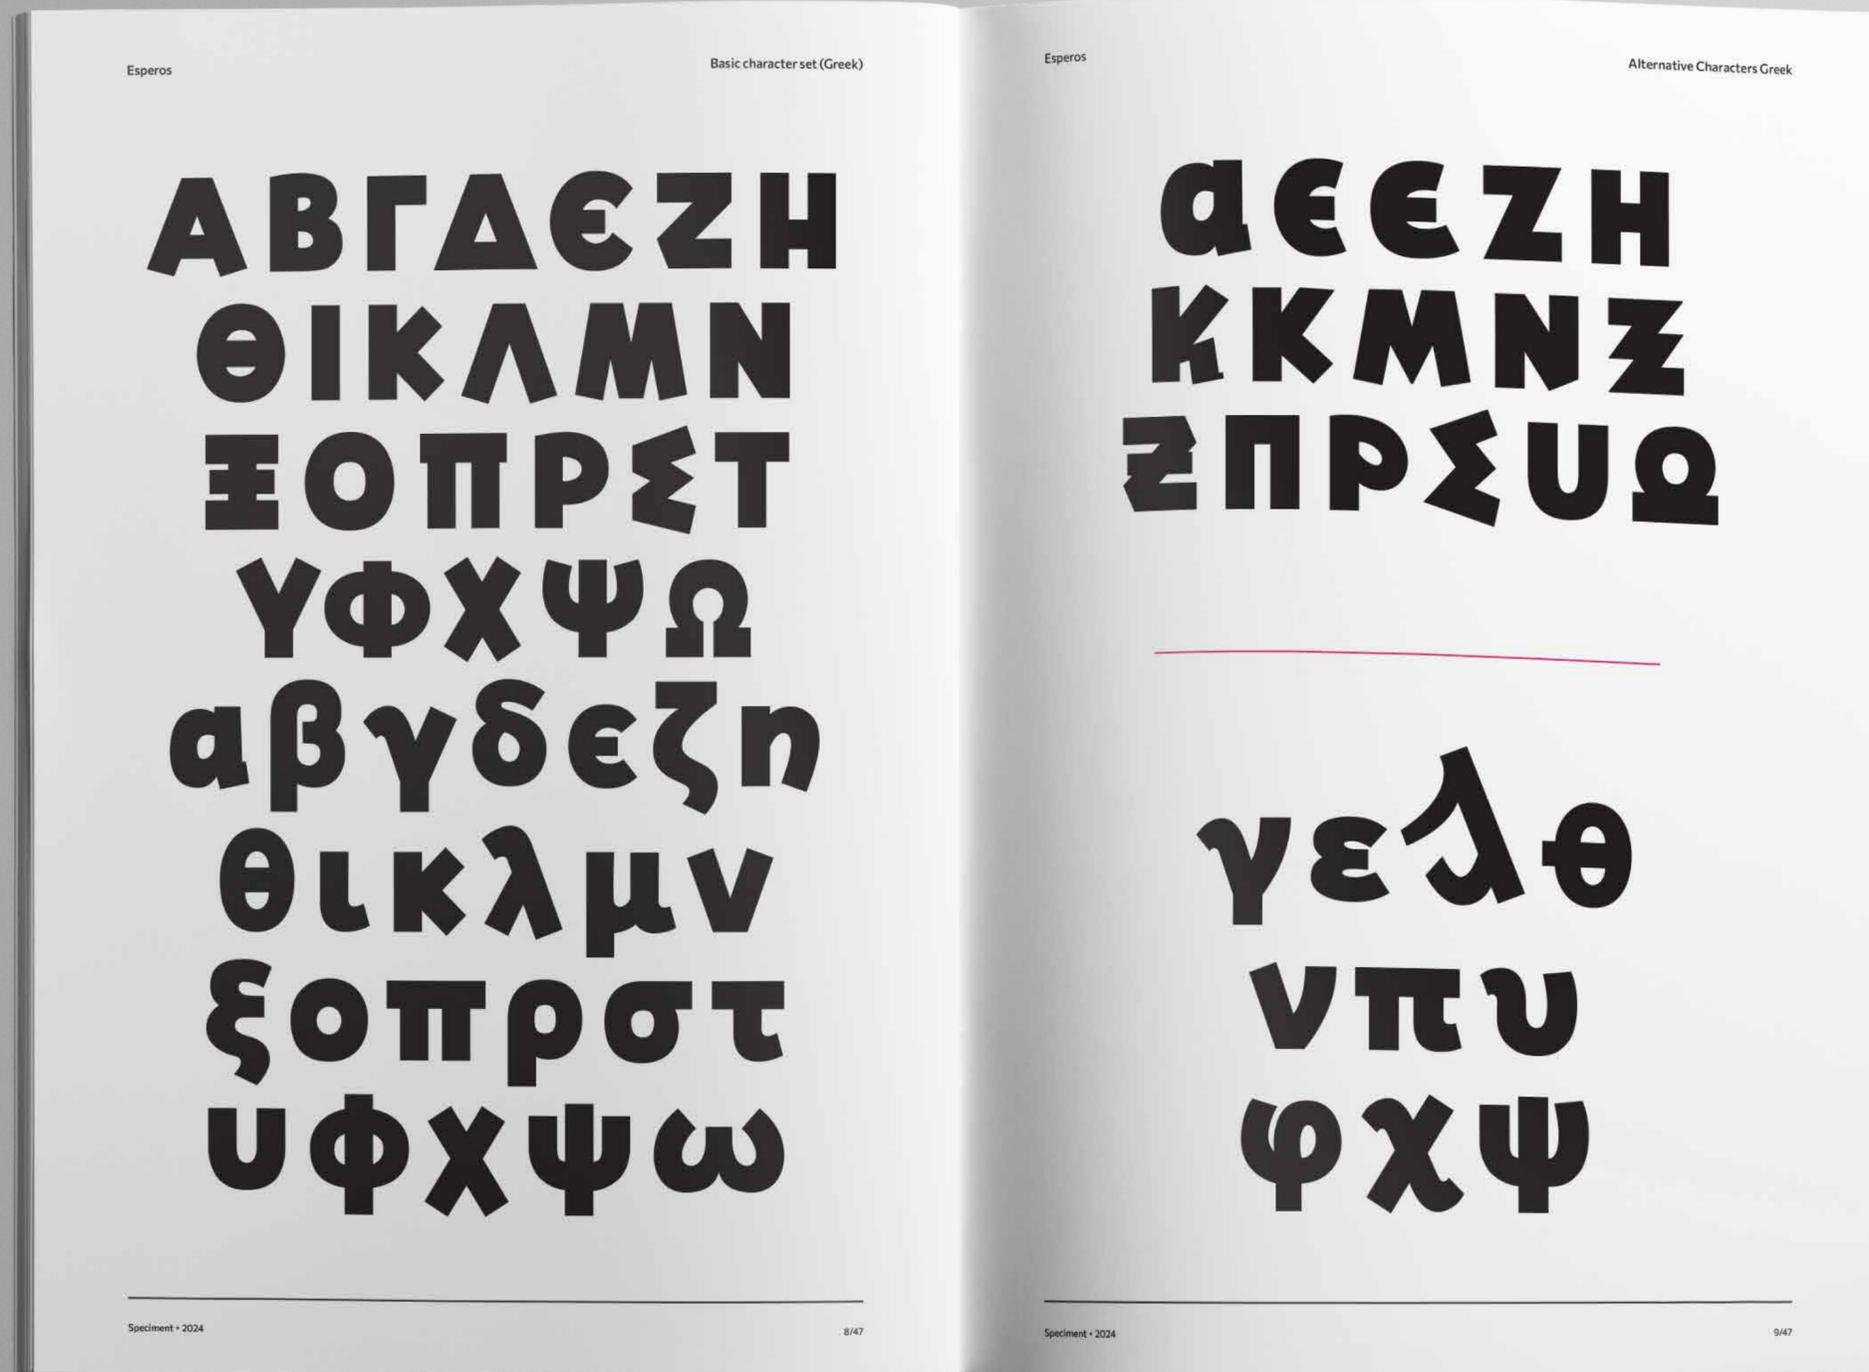 Esperos
Basic character set (Greek)
ΑΒΓΔΕΖΗ
ΘΙΚΛΜΝ
ΞΟΠΡΣΤ
ΥΦΧΨΩ
αβγδεζη
θικλμν
ξοπρστ
υφχψω
Speciment • 2024
8/47
Esperos
Alternative Characters Greek
αΕΕΖΗ
ΚΚΜΝΞ
ΞΠΡΣΥΩ
γελθ
νπυ
φχψ
Speciment • 2024
9/47